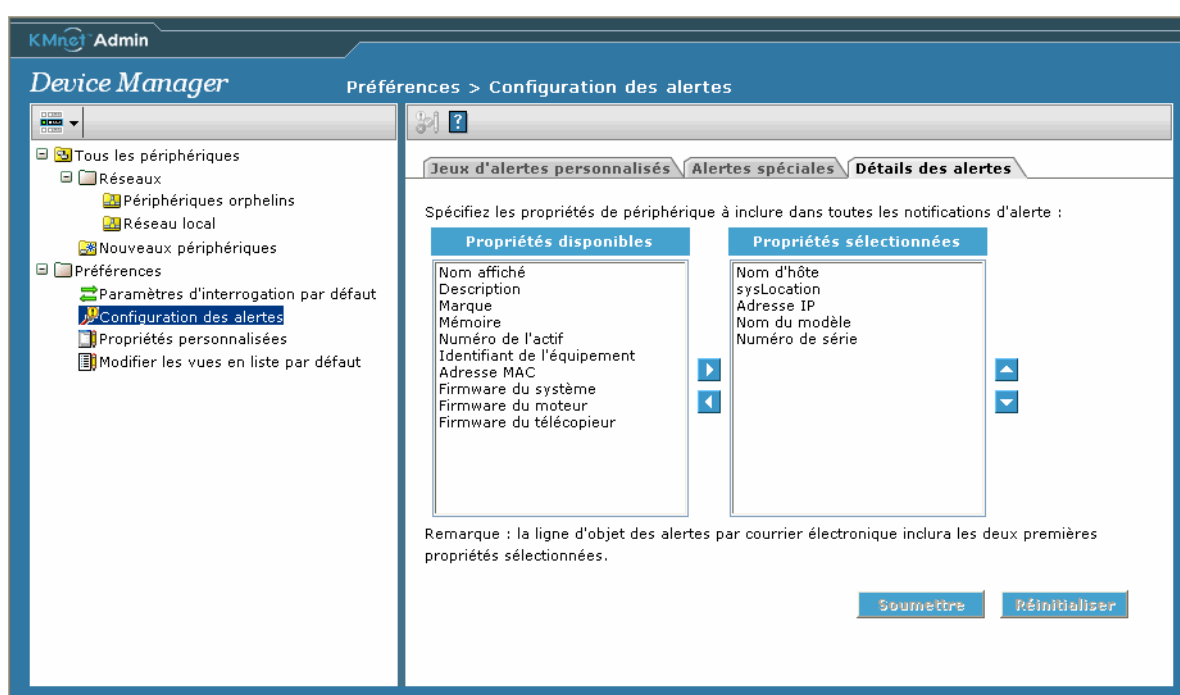 KMnet Admin
Device Manager
Préférences > Configuration des alertes
?
Tous les périphériques
Réseaux
Périphériques orphelins
Réseau local
Nouveaux périphériques
Préférences
Paramètres d'interrogation par défaut
Configuration des alertes
Propriétés personnalisées
Modifier les vues en liste par défaut
Jeux d'alertes personnalisés
Alertes spéciales
Détails des alertes
Spécifiez les propriétés de périphérique à inclure dans toutes les notifications d'alerte :
Propriétés disponibles
Nom affiché
Description
Marque
Mémoire
Numéro de l'actif
Identifiant de l'équipement
Adresse MAC
Firmware du système
Firmware du moteur
Firmware du télécopieur
Propriétés sélectionnées
Nom d'hôte
sysLocation
Adresse IP
Nom du modèle
Numéro de série
Remarque : la ligne d'objet des alertes par courrier électronique inclura les deux premières
propriétés sélectionnées.
Soumettre
Réinitialiser